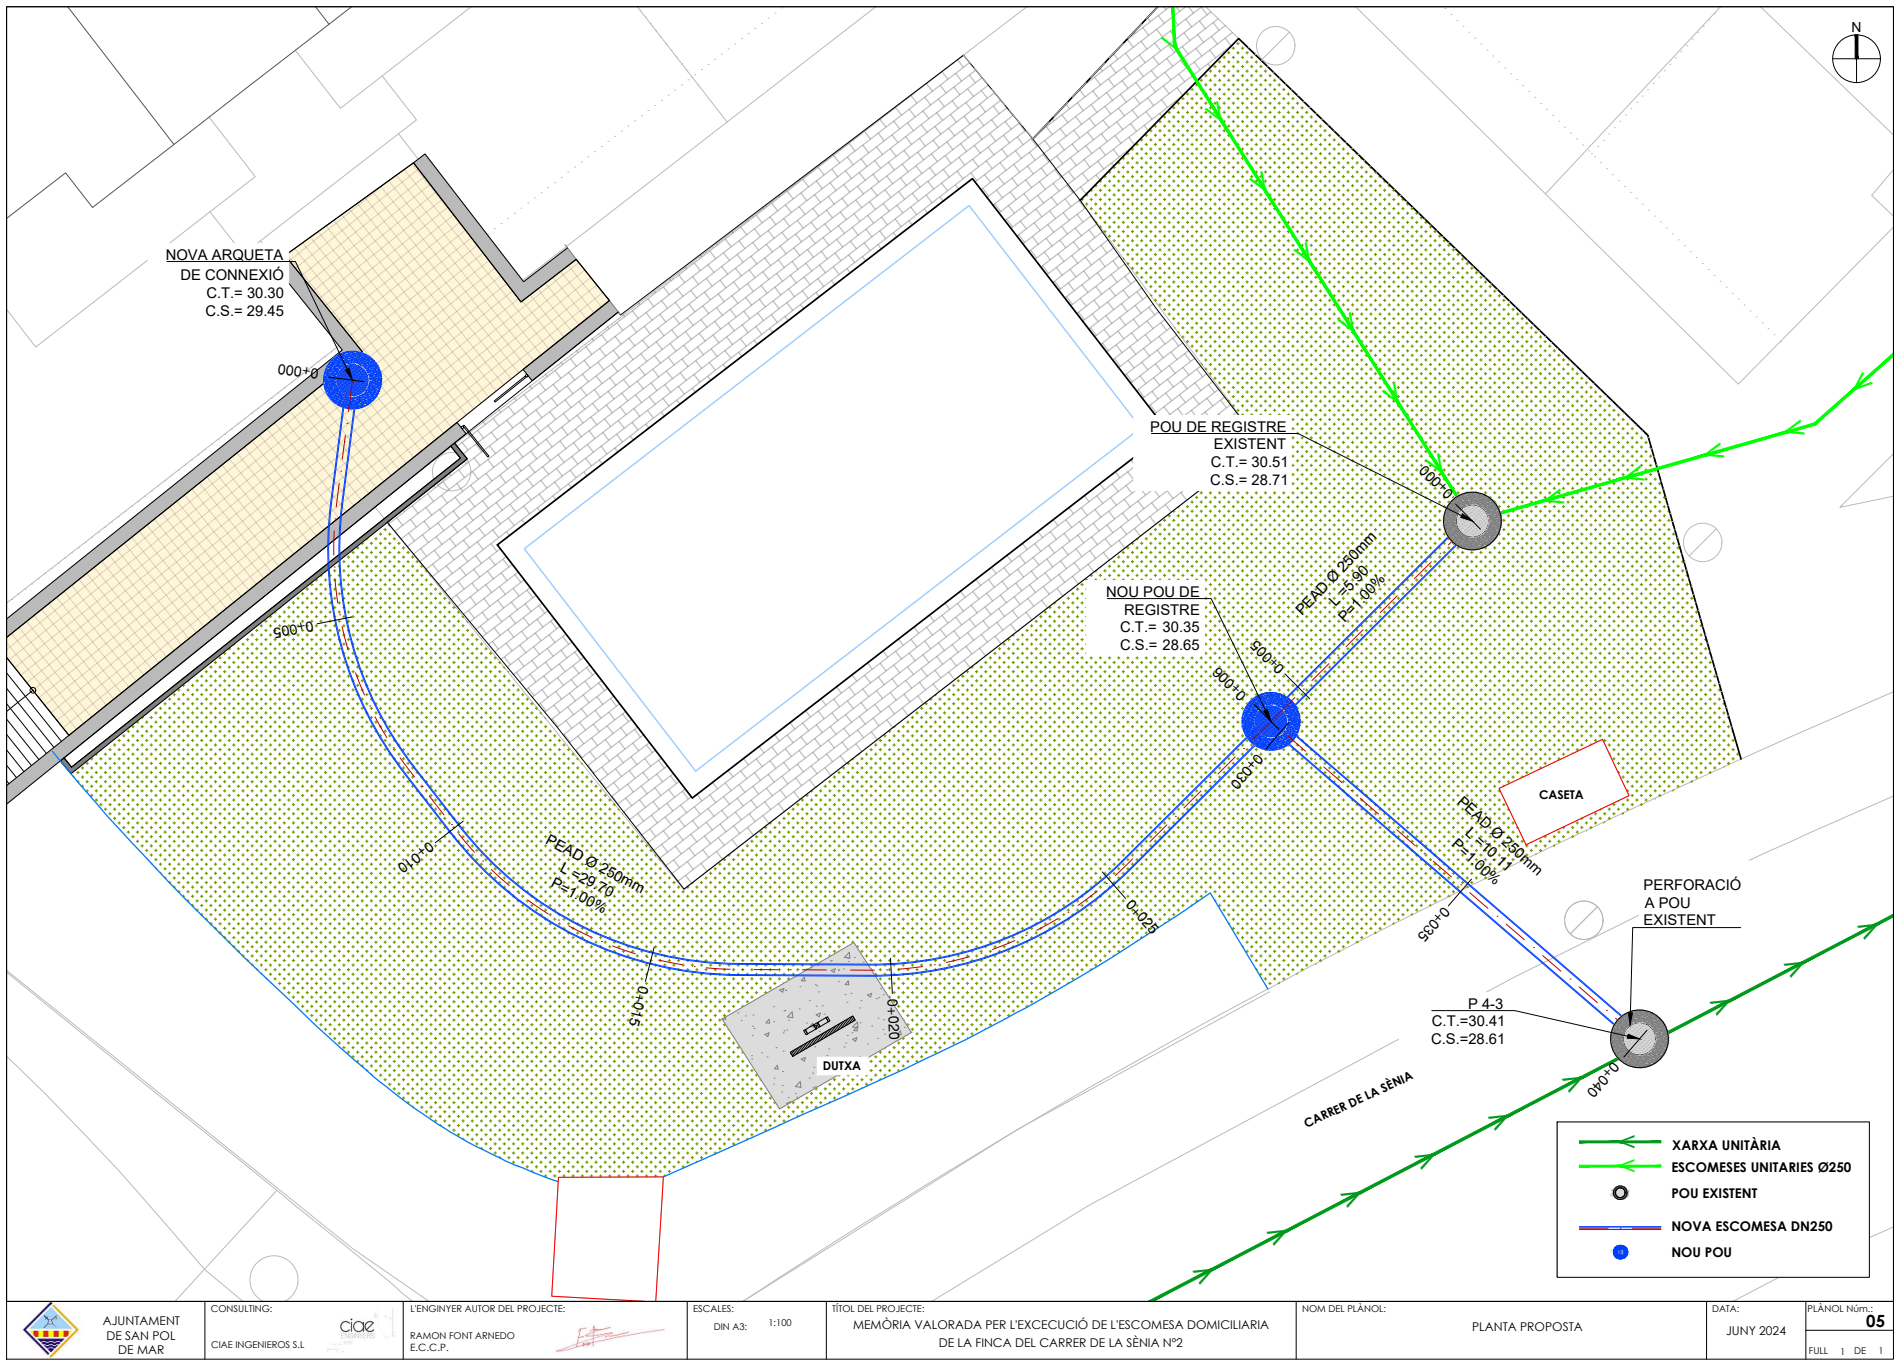 N
NOVA ARQUETA
DE CONNEXIÓ
C.T.= 30.30
C.S.= 29.45
0+000
0+005
0+010
0+015
0+020
0+025
0+030
0+035
0+040
PEAD Ø 250mm
L =29.70
P=1.00%
POU DE REGISTRE
EXISTENT
C.T.= 30.51
C.S.= 28.71
0+000
PEAD Ø 250mm
L =5.90
P=1.00%
0+005
0+006
NOU POU DE
REGISTRE
C.T.= 30.35
C.S.= 28.65
CASETA
PEAD Ø 250mm
L =10.11
P=1.00%
PERFORACIÓ
A POU
EXISTENT
P 4-3
C.T.=30.41
C.S.=28.61
DUTXA
CARRER DE LA SÈNIA
XARXA UNITÀRIA
ESCOMESES UNITARIES Ø250
POU EXISTENT
NOVA ESCOMESA DN250
NOU POU
AJUNTAMENT
DE SAN POL
DE MAR
CONSULTING:
CIAE INGENIEROS S.L
ciae
L'ENGINYER AUTOR DEL PROJECTE:
RAMON FONT ARNEDO
E.C.C.P.
ESCALES:
DIN A3: 1:100
TÍTOL DEL PROJECTE:
MEMÒRIA VALORADA PER L'EXCECUCIÓ DE L'ESCOMESA DOMICILIARIA
DE LA FINCA DEL CARRER DE LA SÈNIA Nº2
NOM DEL PLÀNOL:
PLANTA PROPOSTA
DATA:
JUNY 2024
PLÀNOL Núm.:
05
FULL 1 DE 1